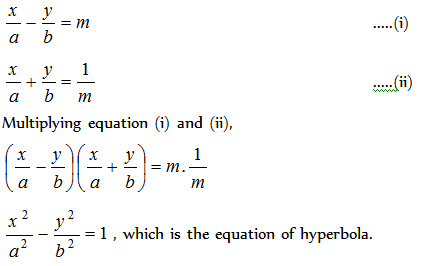 x/a − y/b = m .....(i)
x/a + y/b = 1/m .....(ii)
Multiplying equation (i) and (ii),
(x/a − y/b)(x/a + y/b) = m. 1/m
x²/a² − y²/b² = 1 , which is the equation of hyperbola.